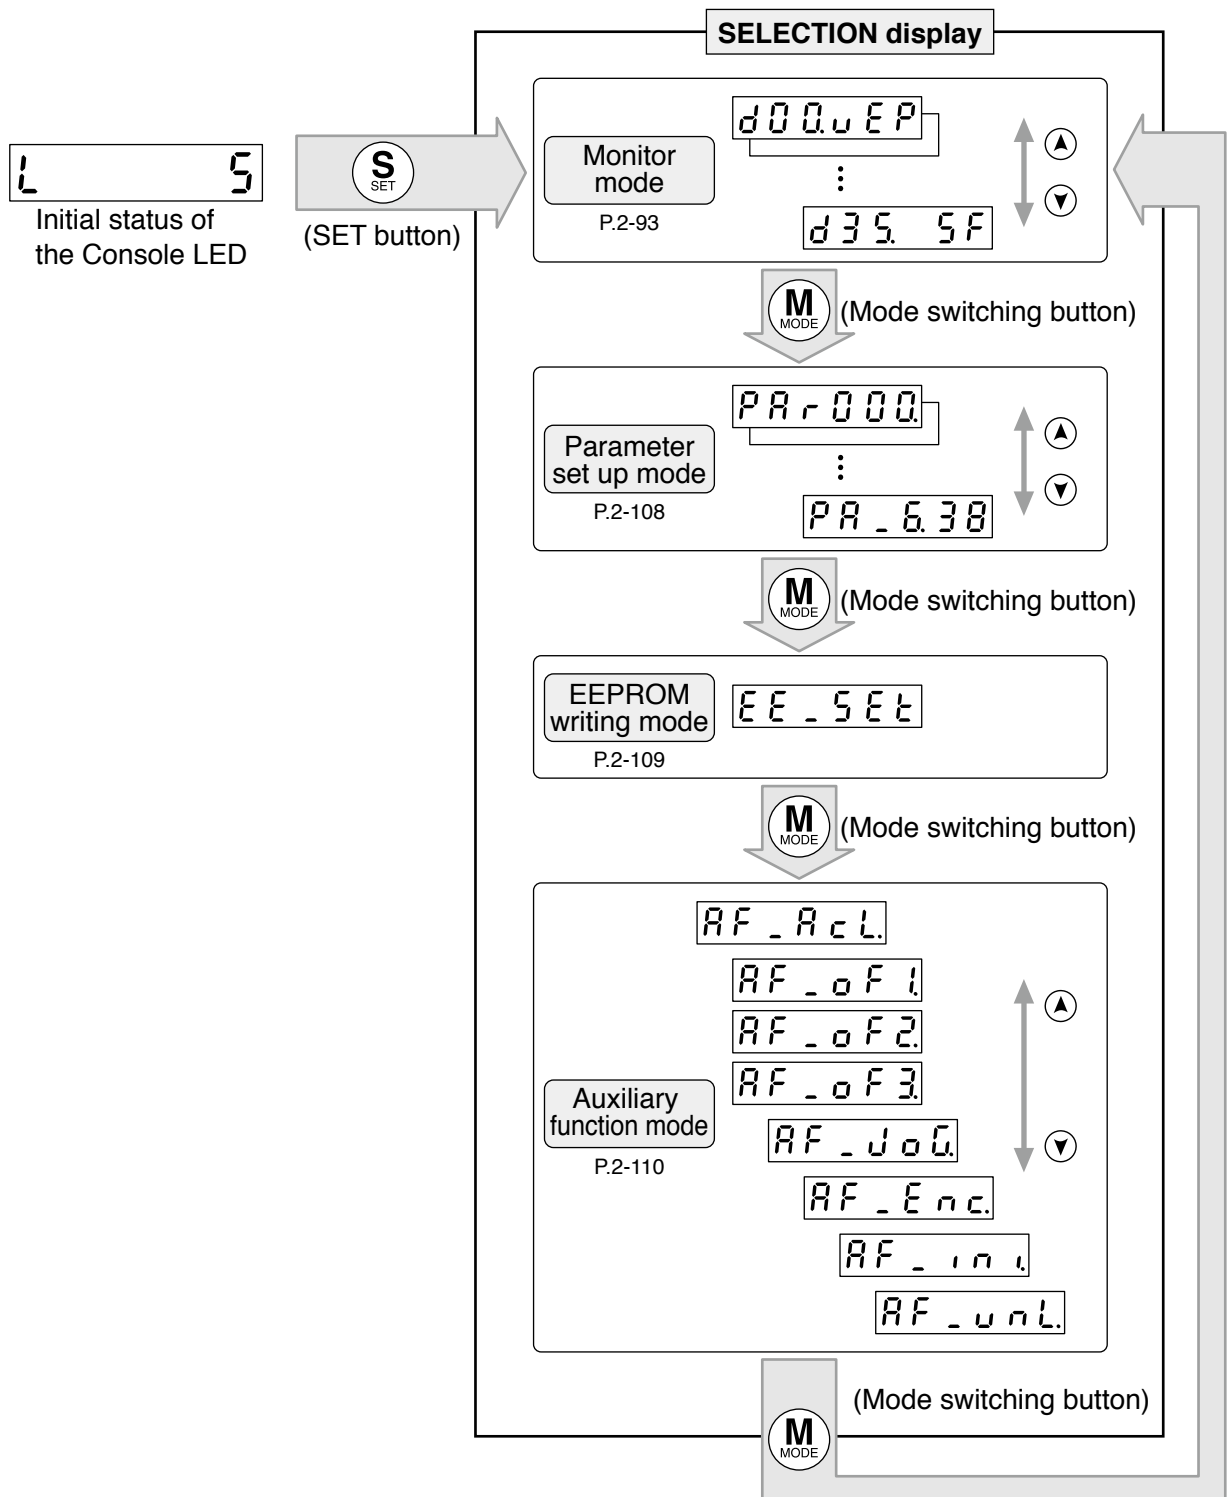 SELECTION display
L 5
Initial status of
the Console LED
S
SET
(SET button)
Monitor
mode
P.2-93
d00.uEP
d35. SF
M
MODE
(Mode switching button)
Parameter
set up mode
P.2-108
PAr000.
PA_6.38
M
MODE
(Mode switching button)
EEPROM
writing mode
P.2-109
EE_SEt
M
MODE
(Mode switching button)
Auxiliary
function mode
P.2-110
AF_AcL.
AF_oF1.
AF_oF2.
AF_oF3.
AF_JoG.
AF_Enc.
AF_ini.
AF_unL.
(Mode switching button)
M
MODE